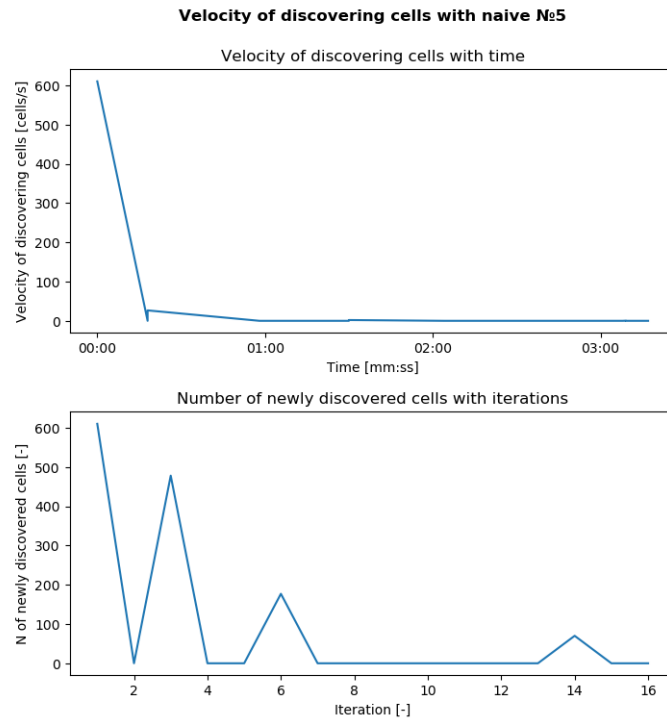 Velocity of discovering cells with naive №5
Velocity of discovering cells with time
Velocity of discovering cells [cells/s]
600
500
400
300
200
100
0
00:00 01:00 02:00 03:00
Time [mm:ss]
Number of newly discovered cells with iterations
N of newly discovered cells [-]
600
500
400
300
200
100
0
2 4 6 8 10 12 14 16
Iteration [-]